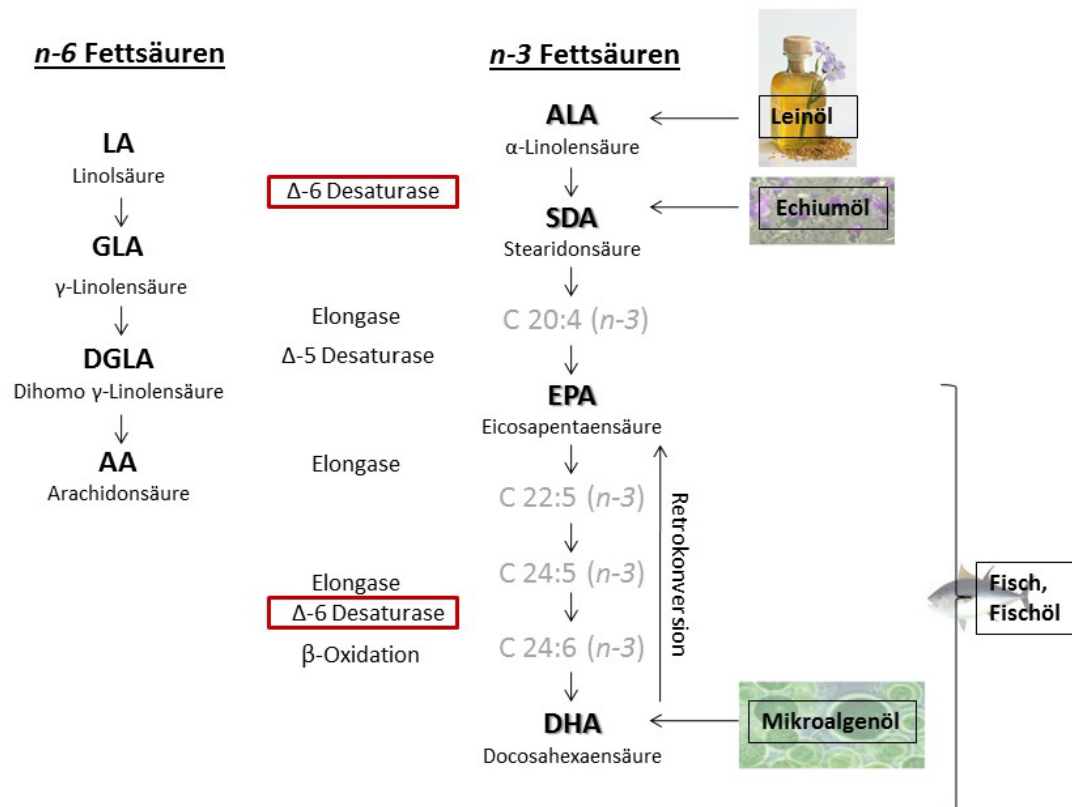 n-6 Fettsäuren
LA
Linolsäure
GLA
γ-Linolensäure
DGLA
Dihomo γ-Linolensäure
AA
Arachidonsäure
Δ-6 Desaturase
Elongase
Δ-5 Desaturase
Elongase
Elongase
Δ-6 Desaturase
β-Oxidation
n-3 Fettsäuren
ALA
α-Linolensäure
SDA
Stearidonsäure
C 20:4 (n-3)
EPA
Eicosapentaensäure
C 22:5 (n-3)
C 24:5 (n-3)
C 24:6 (n-3)
DHA
Docosahexaensäure
Retrokonversion
Leinöl
Echiumöl
Fisch,
Fischöl
Mikroalgenöl